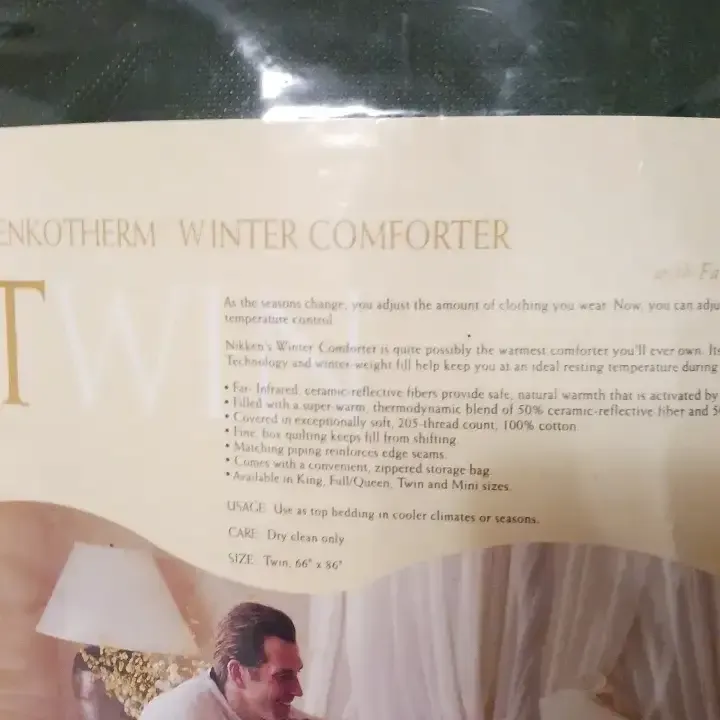 ENKOTHERM WINTER COMFORTER
with Fa
TWIN
As the seasons change, you adjust the amount of clothing you wear. Now, you can adju
temperature control.
Nikken's Winter Comforter is quite possibly the warmest comforter you'll ever own. Its
Technology and winter-weight fill help keep you at an ideal resting temperature during
• Far-Infrared, ceramic-reflective fibers provide safe, natural warmth that is activated by
• Filled with a super-warm, thermodynamic blend of 50% ceramic-reflective fiber and 5
• Covered in exceptionally soft, 205-thread count, 100% cotton.
• Fine, box quilting keeps fill from shifting.
• Matching piping reinforces edge seams.
• Comes with a convenient, zippered storage bag.
• Available in King, Full/Queen, Twin and Mini sizes.
USAGE: Use as top bedding in cooler climates or seasons.
CARE: Dry clean only.
SIZE: Twin, 66" x 86"